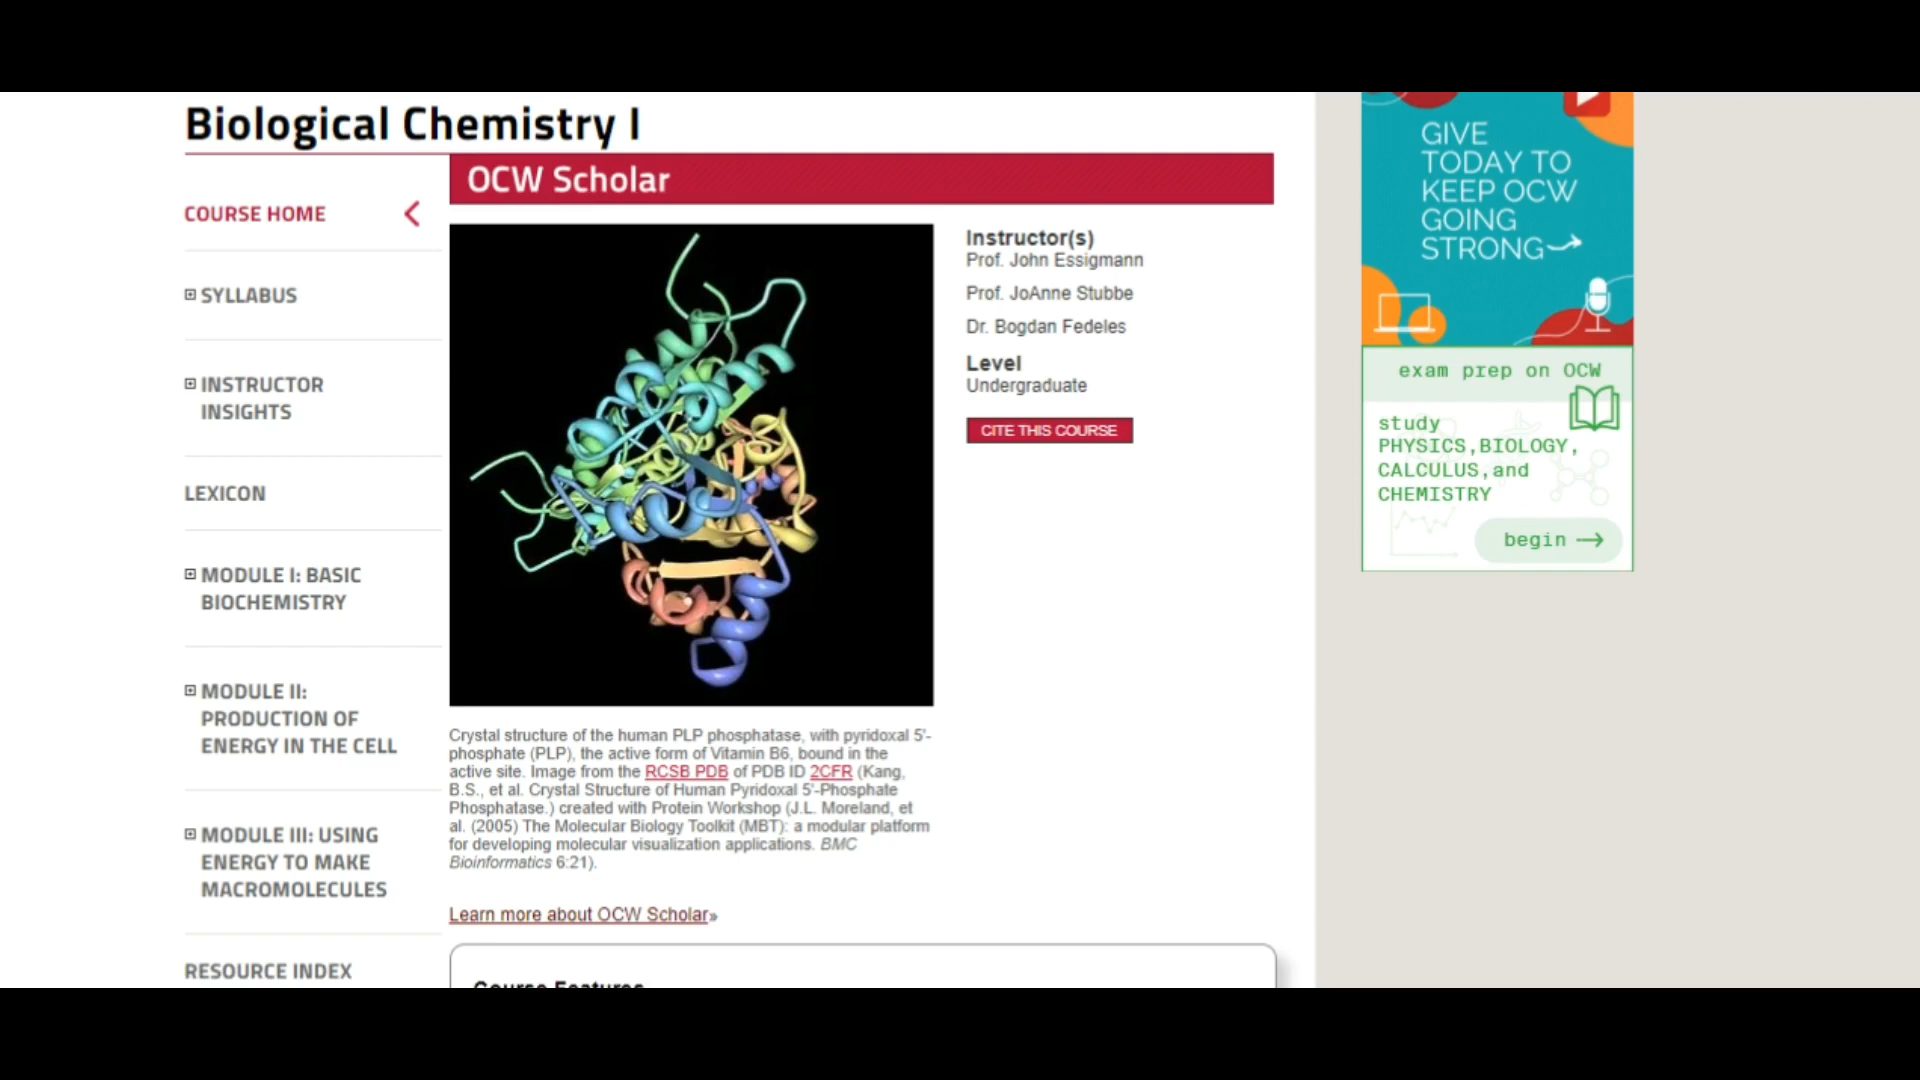 Biological Chemistry I
OCW Scholar
COURSE HOME
SYLLABUS
INSTRUCTOR
INSIGHTS
LEXICON
MODULE I: BASIC
BIOCHEMISTRY
MODULE II:
PRODUCTION OF
ENERGY IN THE CELL
MODULE III: USING
ENERGY TO MAKE
MACROMOLECULES
RESOURCE INDEX
Instructor(s)
Prof. John Essigmann
Prof. JoAnne Stubbe
Dr. Bogdan Fedeles
Level
Undergraduate
CITE THIS COURSE
Crystal structure of the human PLP phosphatase, with pyridoxal 5'-
phosphate (PLP), the active form of Vitamin B6, bound in the
active site. Image from the RCSB PDB of PDB ID 2CFR (Kang,
B.S., et al. Crystal Structure of Human Pyridoxal 5'-Phosphate
Phosphatase.) created with Protein Workshop (J.L. Moreland, et
al. (2005) The Molecular Biology Toolkit (MBT): a modular platform
for developing molecular visualization applications. BMC
Bioinformatics 6:21).
Learn more about OCW Scholar»
Course Features
GIVE
TODAY TO
KEEP OCW
GOING
STRONG
exam prep on OCW
study
PHYSICS,BIOLOGY,
CALCULUS,and
CHEMISTRY
begin